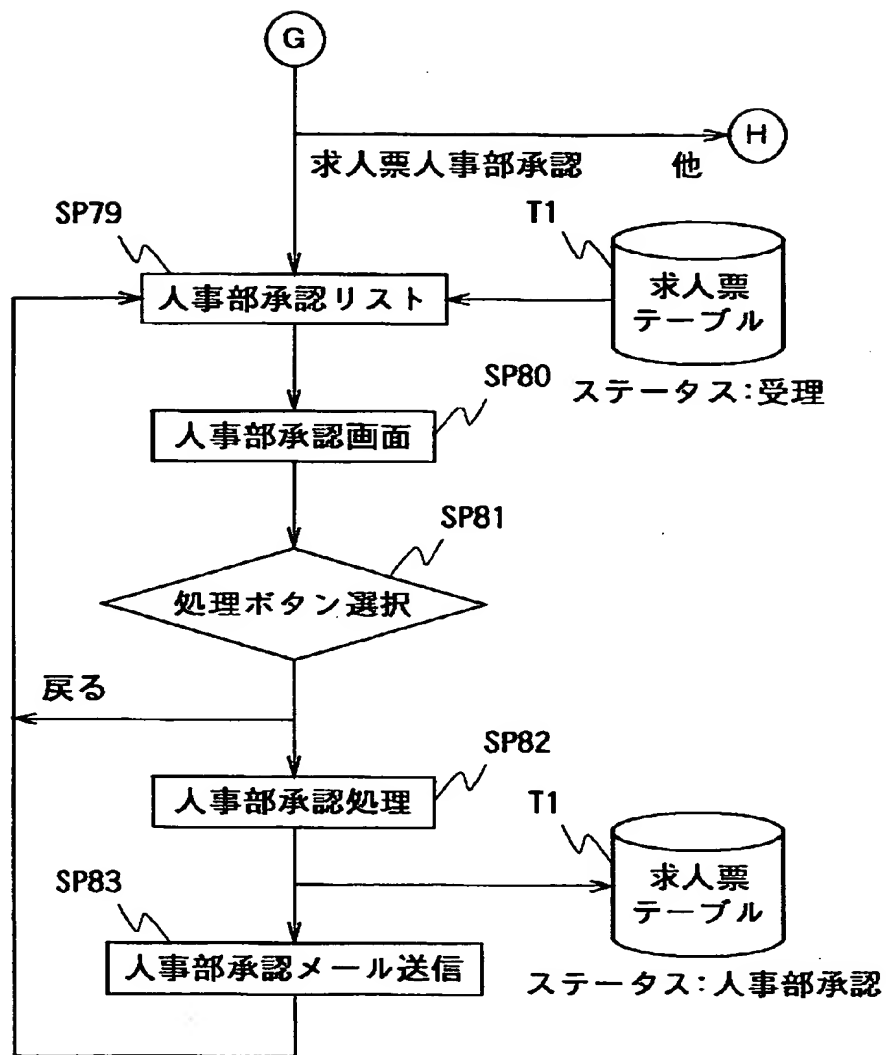 G
H
求人票人事部承認 他
SP79
T1
人事部承認リスト
求人票
テーブル
SP80
ステータス:受理
人事部承認画面
SP81
処理ボタン選択
戻る
SP82
人事部承認処理
T1
求人票
テーブル
SP83
人事部承認メール送信
ステータス:人事部承認